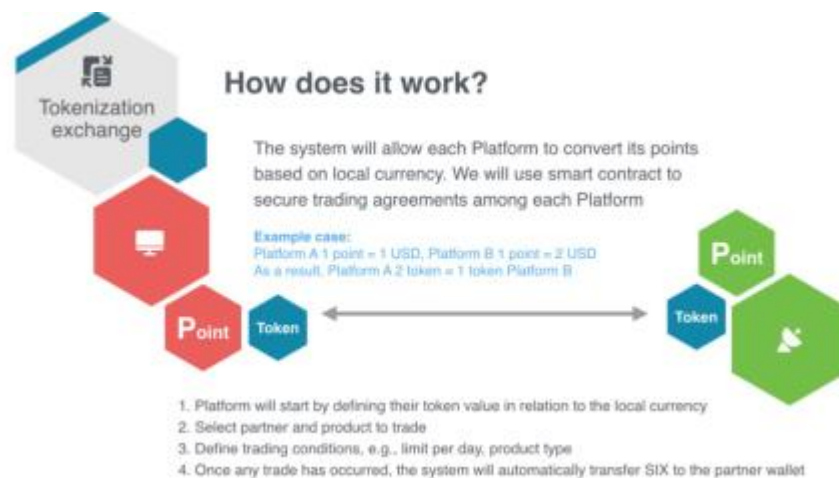 Tokenization
exchange
How does it work?
The system will allow each Platform to convert its points
based on local currency. We will use smart contract to
secure trading agreements among each Platform
Example case:
Platform A 1 point = 1 USD, Platform B 1 point = 2 USD
As a result, Platform A 2 token = 1 token Platform B
Point
Token
Token
Point
1. Platform will start by defining their token value in relation to the local currency
2. Select partner and product to trade
3. Define trading conditions, e.g., limit per day, product type
4. Once any trade has occurred, the system will automatically transfer SIX to the partner wallet